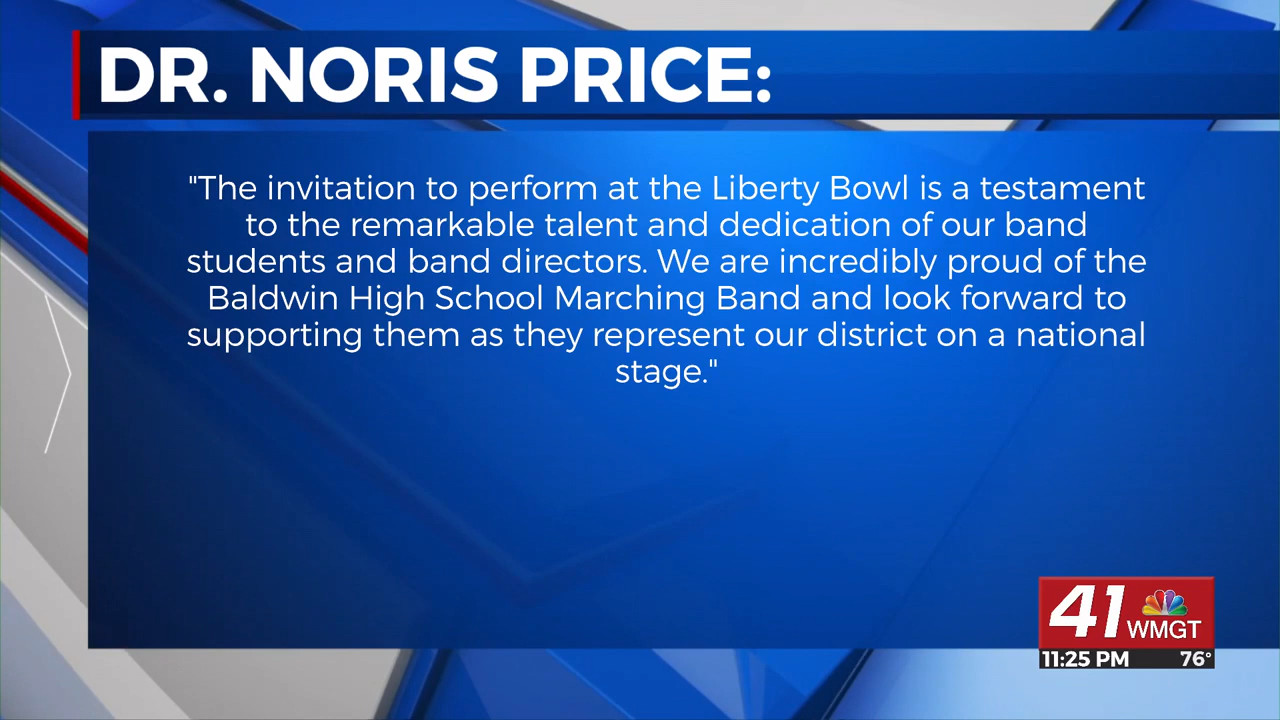 DR. NORIS PRICE:
"The invitation to perform at the Liberty Bowl is a testament
to the remarkable talent and dedication of our band
students and band directors. We are incredibly proud of the
Baldwin High School Marching Band and look forward to
supporting them as they represent our district on a national
stage."
41 WMGT
11:25 PM 76°